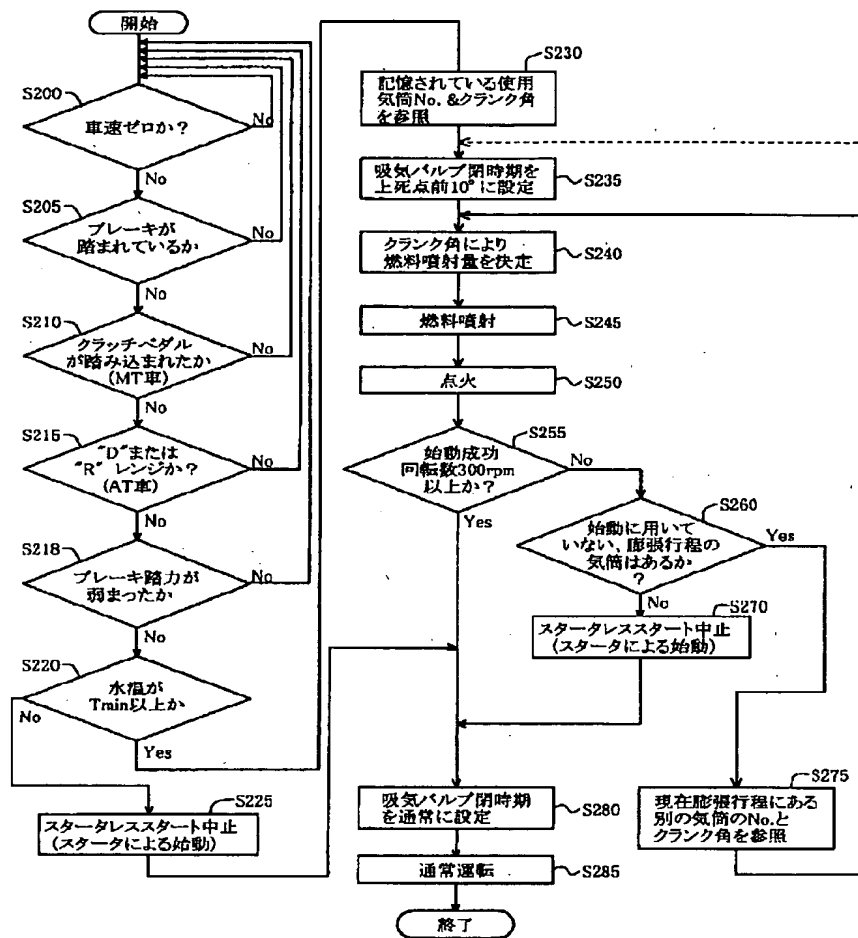 開始
S200
車速ゼロか？
No
No
S205
ブレーキが
踏まれているか
No
No
S210
クラッチペダル
が踏み込まれたか
(MT車)
No
No
S215
"D"または
"R" レンジか？
(AT車)
No
No
S218
ブレーキ踏力が
弱まったか
No
No
S220
水温が
Tmin以上か
No
Yes
S225
スタータレススタート中止
(スタータによる始動)
S230
記憶されている使用
気筒No.＆クランク角
を参照
吸気バルブ閉時期を
上死点前10°に設定
S235
クランク角により
燃料噴射量を決定
S240
燃料噴射
S245
点火
S250
S255
始動成功
回転数300rpm
以上か？
No
Yes
S260
始動に用いて
いない、膨張行程の
気筒はあるか
？
Yes
No
S270
スタータレススタート中止
(スタータによる始動)
S275
現在膨張行程にある
別の気筒のNo.と
クランク角を参照
吸気バルブ閉時期
を通常に設定
S280
通常運転
S285
終了